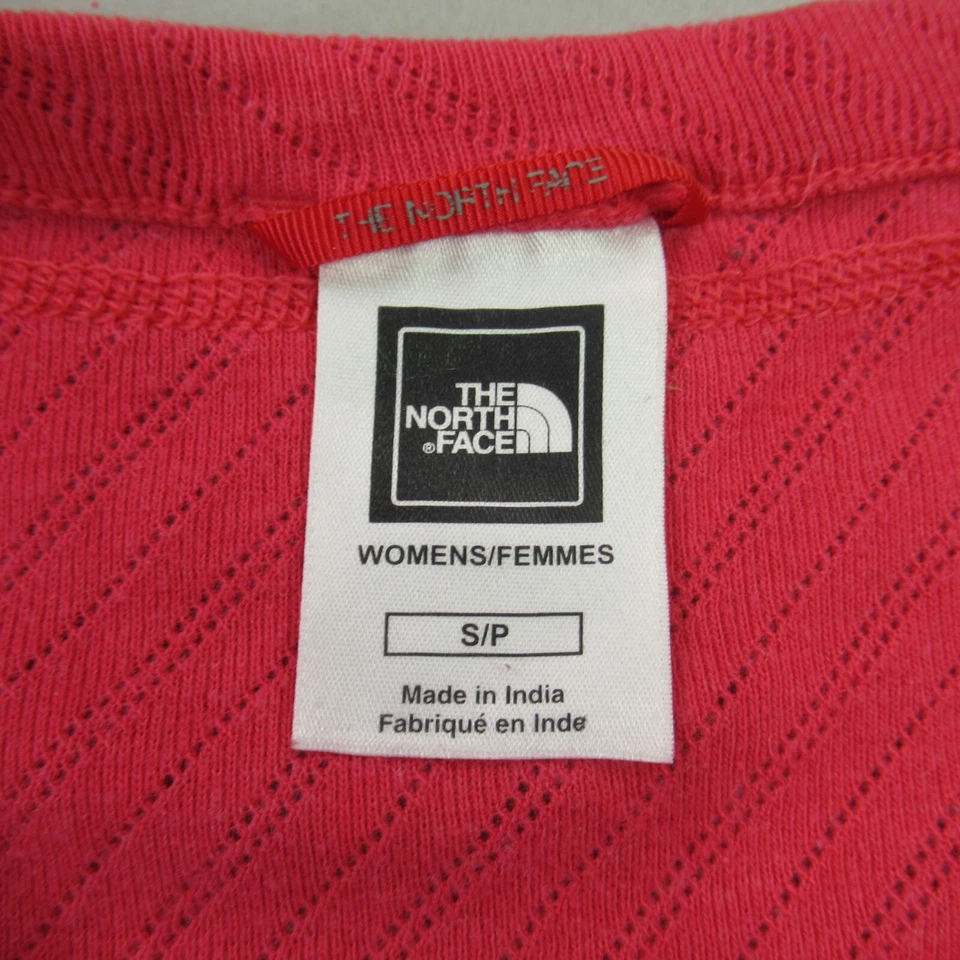 THE NORTH FACE
THE
NORTH
®FACE
WOMENS/FEMMES
S/P
Made in India
Fabriqué en Inde